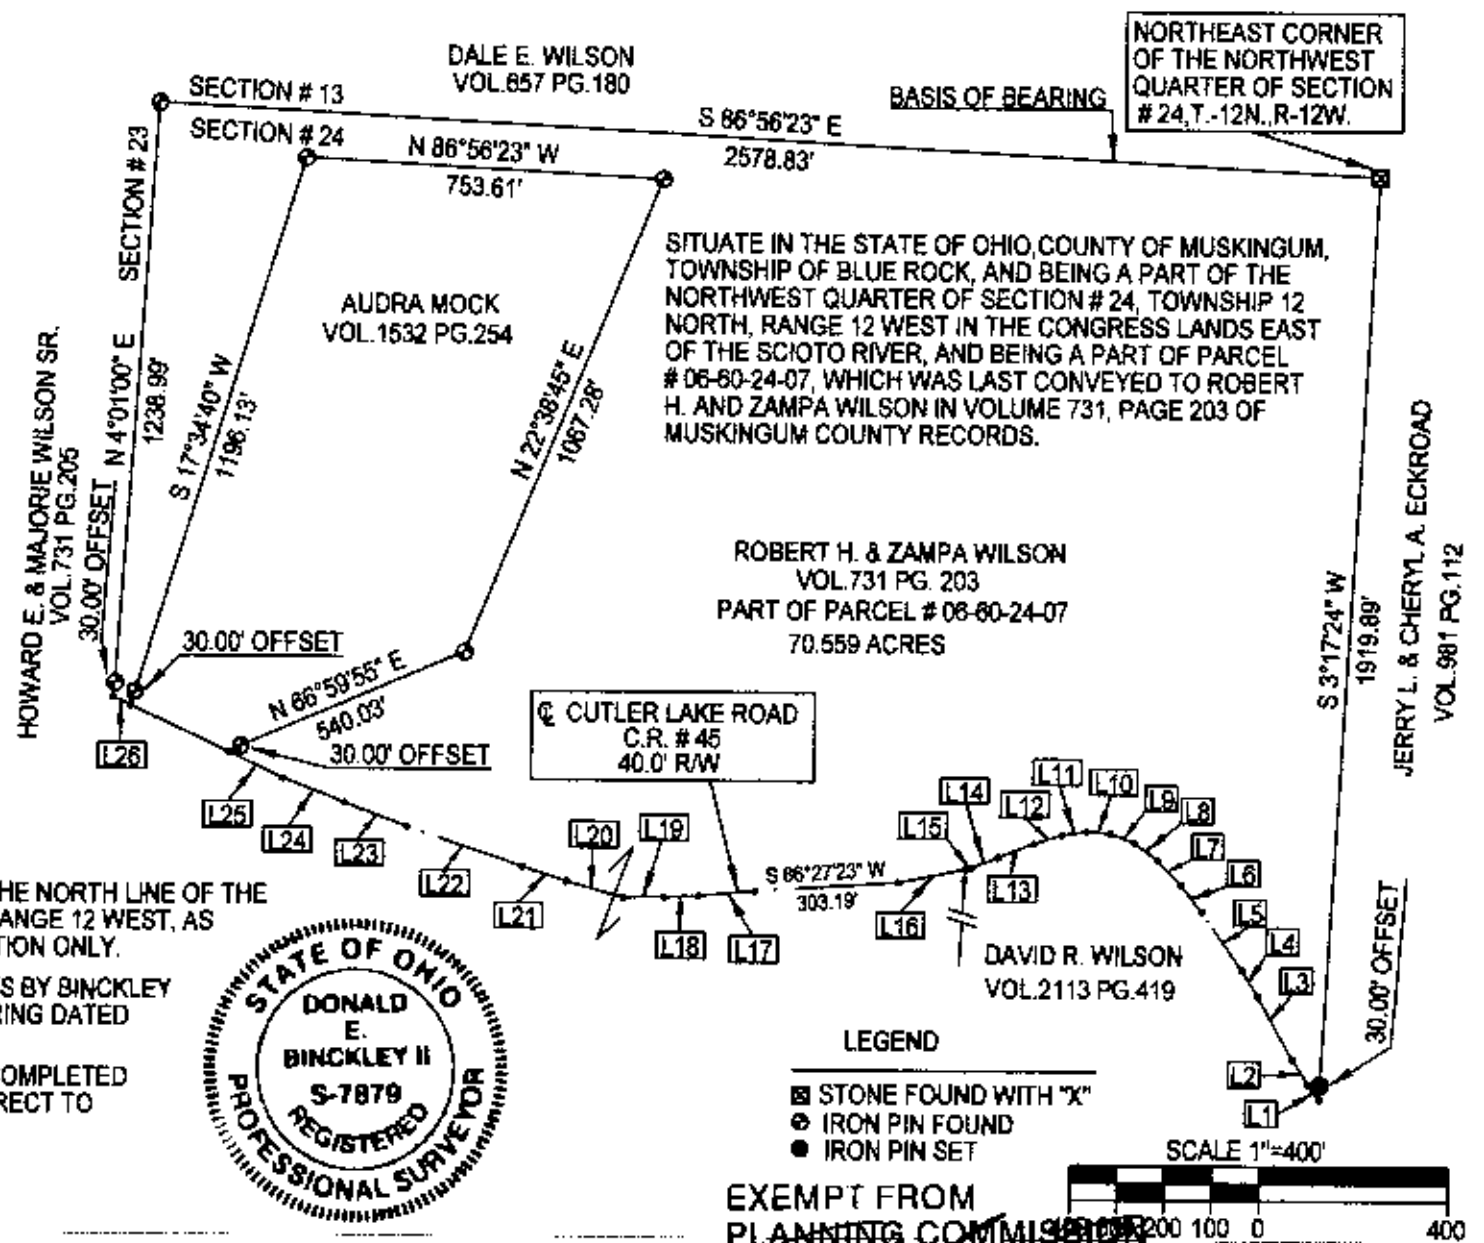 DALE E. WILSON
VOL.657 PG.180
NORTHEAST CORNER
OF THE NORTHWEST
QUARTER OF SECTION
# 24,T.-12N.,R-12W.
BASIS OF BEARING
SECTION # 13
SECTION # 24
SECTION # 23
S 86°56'23" E
2578.83'
N 86°56'23" W
753.61'
N 4°01'00" E
1238.99'
S 17°34'40" W
1196.13'
AUDRA MOCK
VOL.1532 PG.254
N 22°38'45" E
1067.28'
SITUATE IN THE STATE OF OHIO,COUNTY OF MUSKINGUM,
TOWNSHIP OF BLUE ROCK, AND BEING A PART OF THE
NORTHWEST QUARTER OF SECTION # 24, TOWNSHIP 12
NORTH, RANGE 12 WEST IN THE CONGRESS LANDS EAST
OF THE SCIOTO RIVER, AND BEING A PART OF PARCEL
# 06-60-24-07, WHICH WAS LAST CONVEYED TO ROBERT
H. AND ZAMPA WILSON IN VOLUME 731, PAGE 203 OF
MUSKINGUM COUNTY RECORDS.
HOWARD E. & MAJORIE WILSON SR.
VOL.731 PG.205
30.00' OFFSET
ROBERT H. & ZAMPA WILSON
VOL.731 PG. 203
PART OF PARCEL # 06-60-24-07
70.559 ACRES
S 3°17'24" W
1919.89'
JERRY L. & CHERYL A. ECKROAD
VOL.981 PG.112
30.00' OFFSET
N 66°59'55" E
540.03'
30.00' OFFSET
℄ CUTLER LAKE ROAD
C.R. # 45
40.0' R/W
L26
L25
L24
L23
L22
L21
L20
L19
L18
L17
S 86°27'23" W
303.19'
L16
L15
L14
L13
L12
L11
L10
L9
L8
L7
L6
L5
L4
L3
L2
L1
30.00' OFFSET
DAVID R. WILSON
VOL.2113 PG.419
HE NORTH LINE OF THE
ANGE 12 WEST, AS
TION ONLY.
S BY BINCKLEY
RING DATED
OMPLETED
RECT TO
STATE OF OHIO
DONALD
E.
BINCKLEY II
S-7879
REGISTERED
PROFESSIONAL SURVEYOR
LEGEND
STONE FOUND WITH "X"
IRON PIN FOUND
IRON PIN SET
SCALE 1"=400'
200 100 0 400
EXEMPT FROM
PLANNING COMMISSION